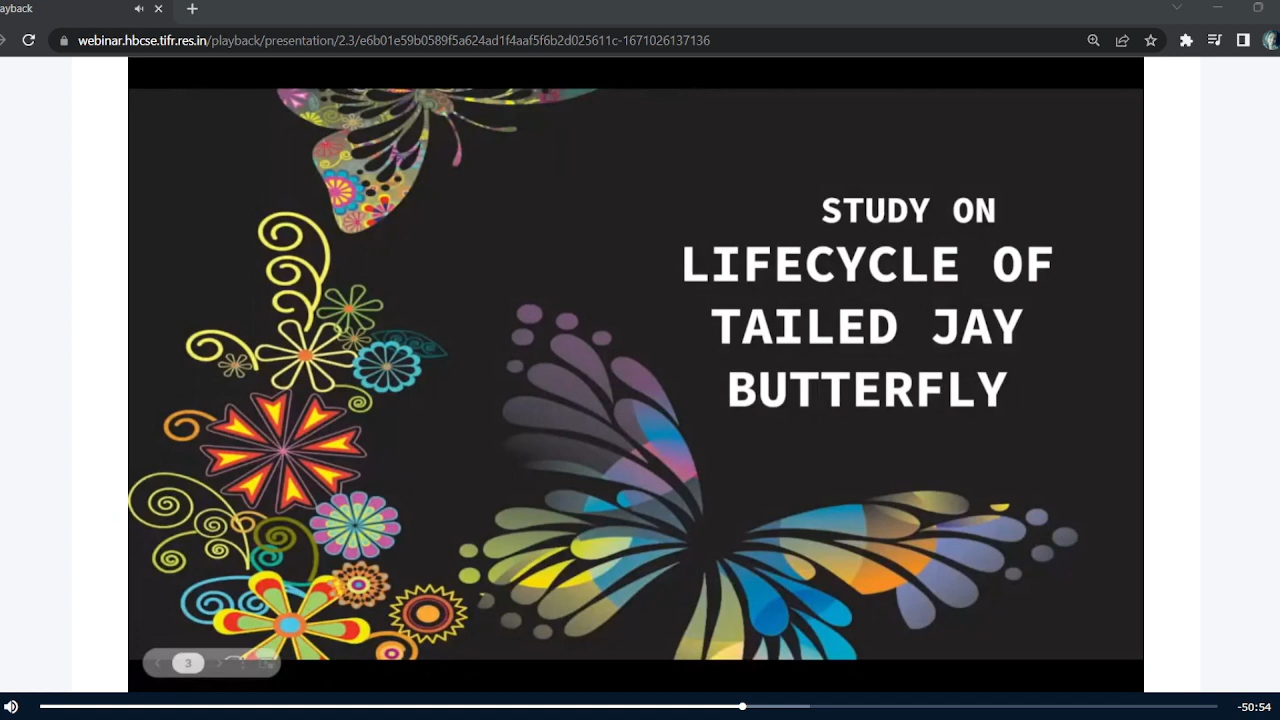 ayback
webinar.hbcse.tifr.res.in/playback/presentation/2.3/e6b01e59b0589f5a624ad1f4aaf5f6b2d025611c-1671026137136
STUDY ON
LIFECYCLE OF
TAILED JAY
BUTTERFLY
3
-50:54